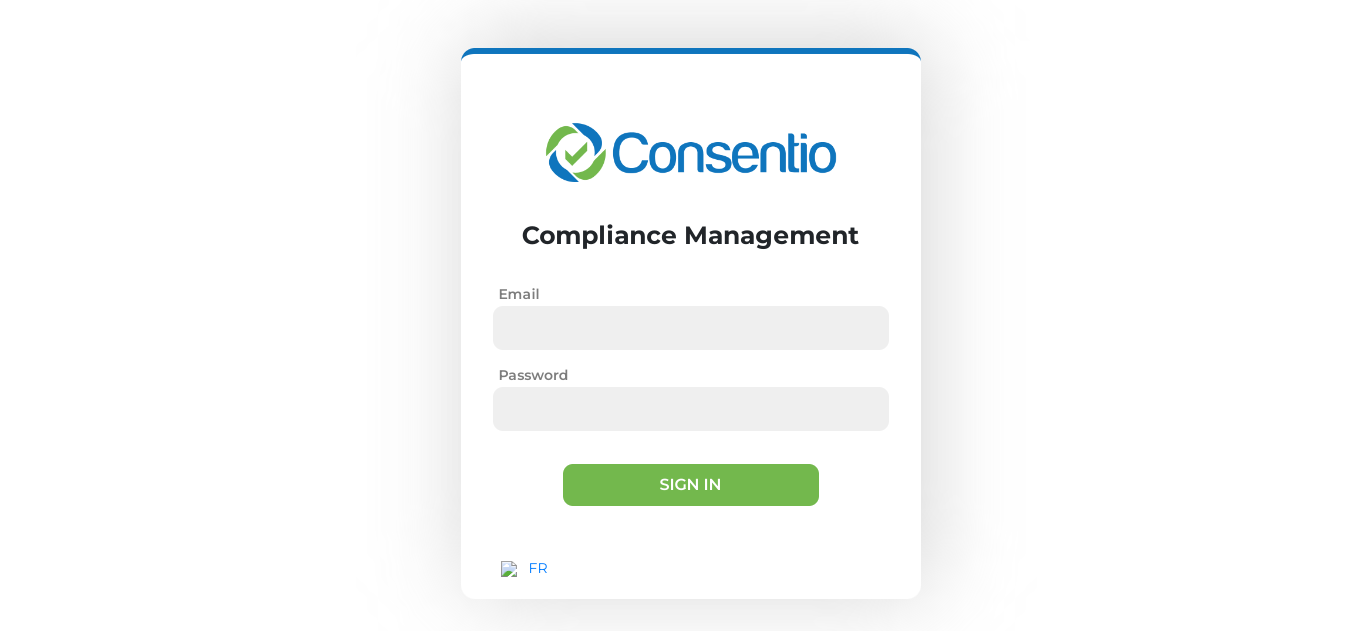 Consentio
Compliance Management
Email
Password
SIGN IN
FR